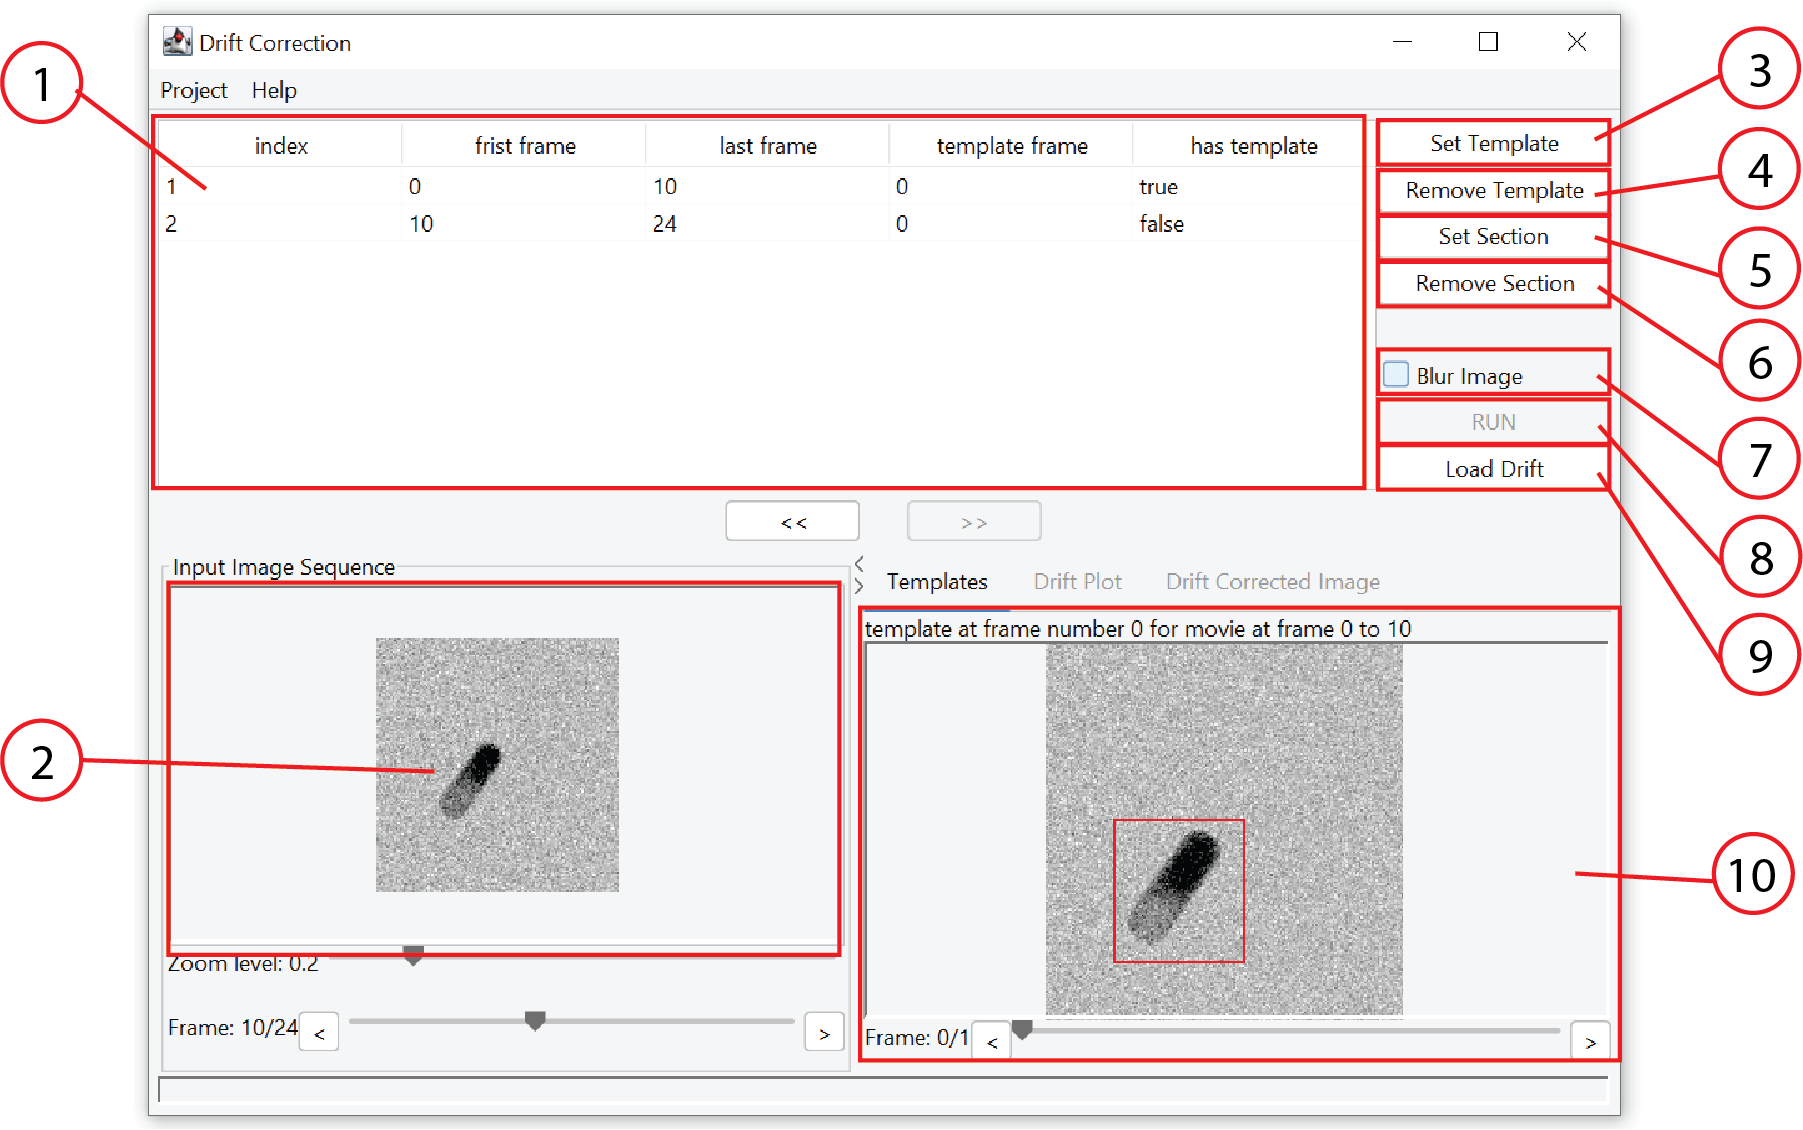 Drift Correction
Project Help
1
3
index frist frame last frame template frame has template
Set Template
1 0 10 0 true
Remove Template
4
2 10 24 0 false
Set Section
5
Remove Section
6
Blur Image
7
RUN
8
Load Drift
9
<< >>
Input Image Sequence
< >
Templates Drift Plot Drift Corrected Image
template at frame number 0 for movie at frame 0 to 10
2
10
Zoom level: 0.2
Frame: 10/24 < >
Frame: 0/1 < >